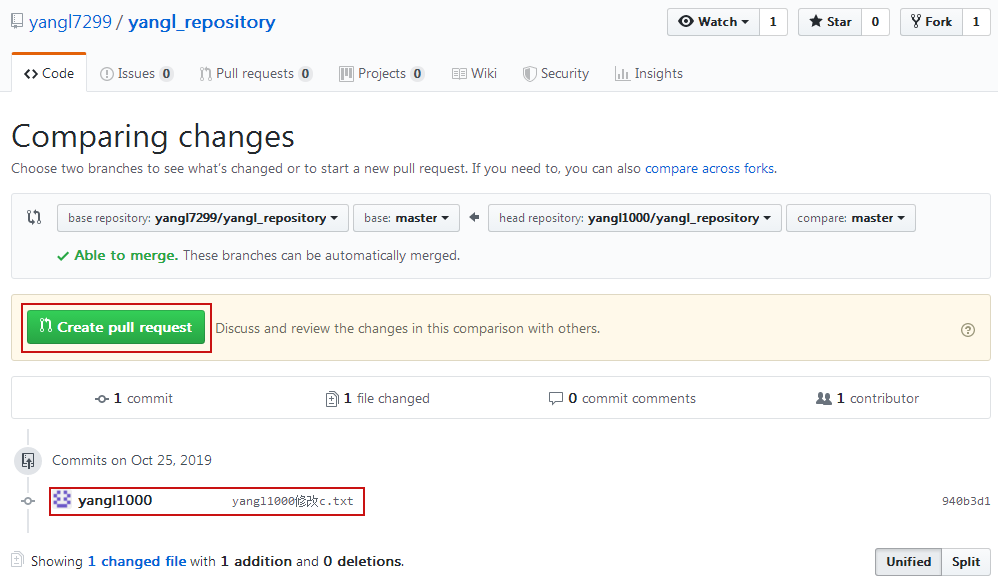 yangl7299 / yangl_repository Watch 1 Star 0 Fork 1
Code Issues 0 Pull requests 0 Projects 0 Wiki Security Insights
Comparing changes
Choose two branches to see what's changed or to start a new pull request. If you need to, you can also compare across forks.
base repository: yangl7299/yangl_repository base: master head repository: yangl1000/yangl_repository compare: master
Able to merge. These branches can be automatically merged.
Create pull request Discuss and review the changes in this comparison with others.
1 commit 1 file changed 0 commit comments 1 contributor
Commits on Oct 25, 2019
yangl1000 yangl1000修改c.txt 940b3d1
Showing 1 changed file with 1 addition and 0 deletions. Unified Split